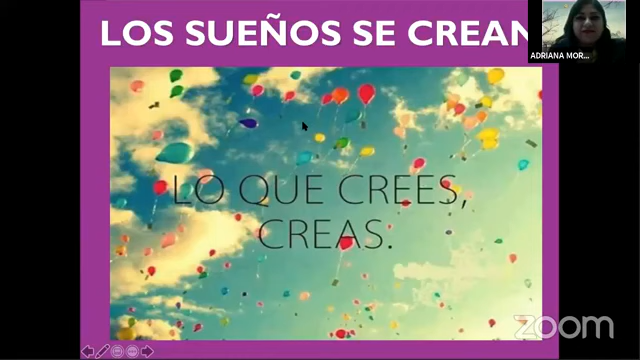 LOS SUEÑOS SE CREAN
ADRIANA MOR...
LO QUE CREES,
CREAS.
zoom